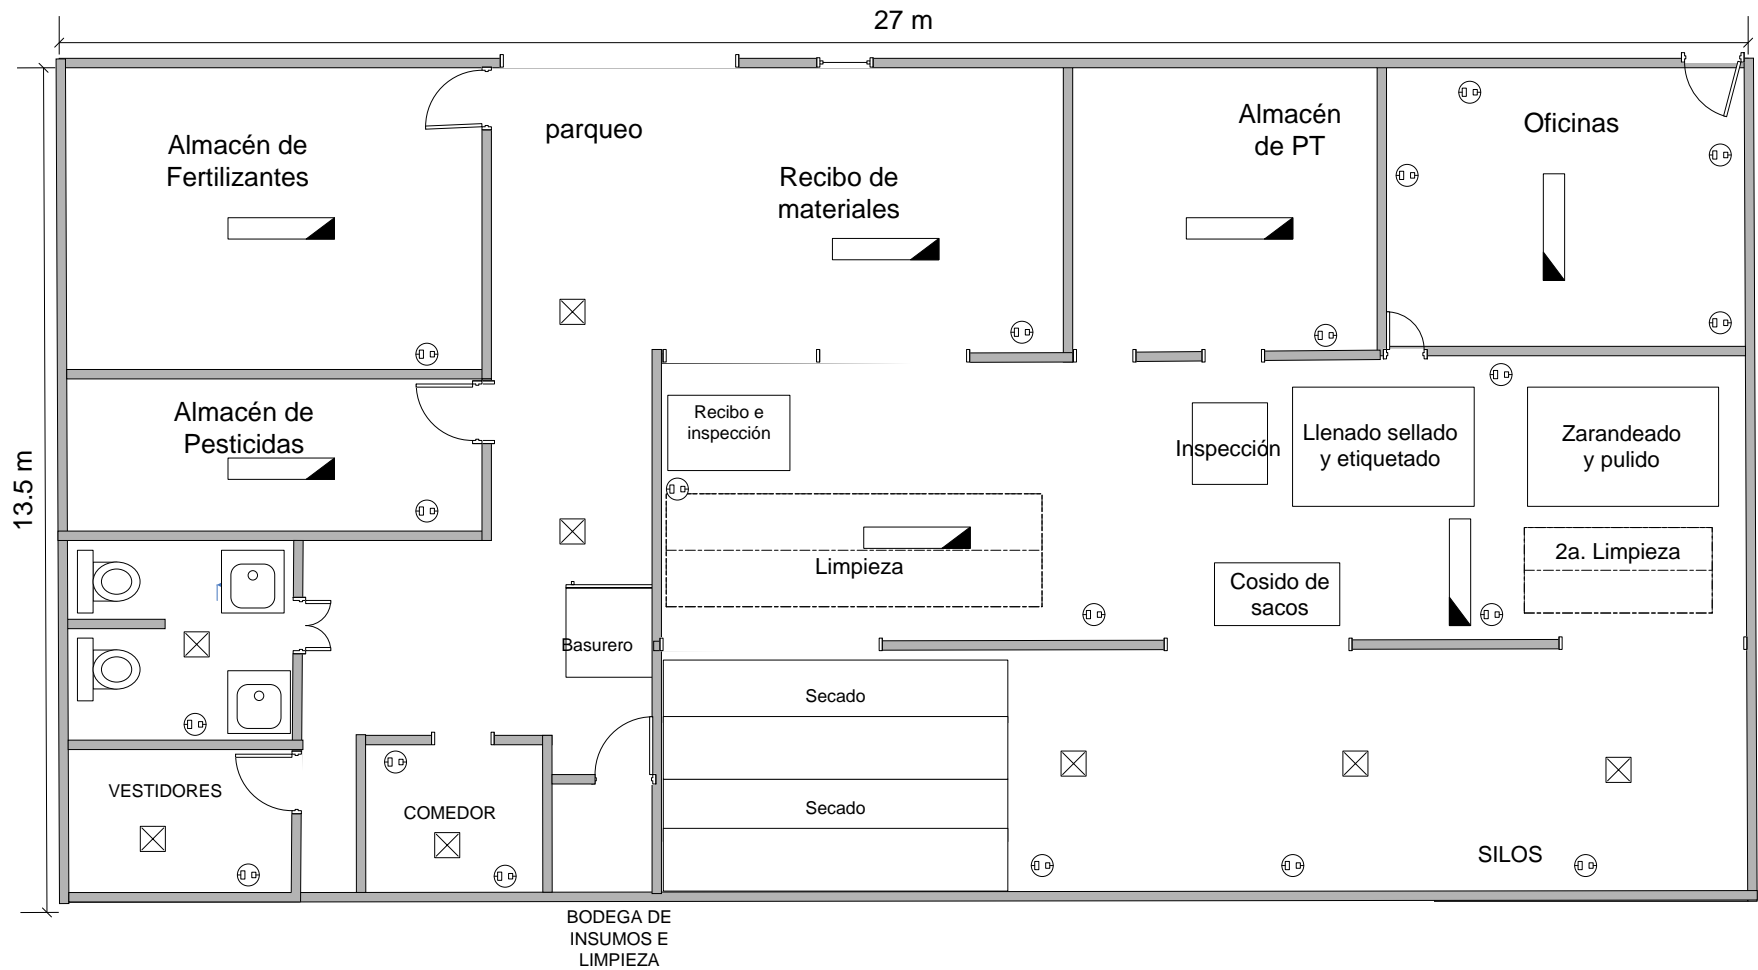 27 m
13.5 m
Almacén de
Fertilizantes
parqueo
Recibo de
materiales
Almacén
de PT
Oficinas
Almacén de
Pesticidas
Recibo e
inspección
Inspección
Llenado sellado
y etiquetado
Zarandeado
y pulido
Limpieza
2a. Limpieza
Cosido de
sacos
Basurero
Secado
Secado
VESTIDORES
COMEDOR
SILOS
BODEGA DE
INSUMOS E
LIMPIEZA